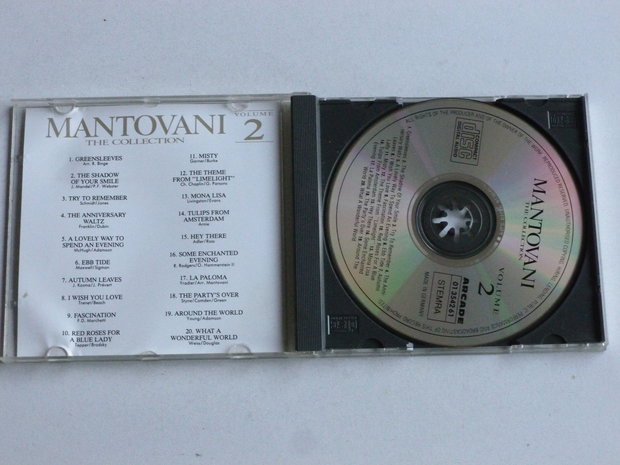 MANTOVANI
THE COLLECTION
VOLUME
2
1. GREENSLEEVES
Arr. R. Binge
2. THE SHADOW
OF YOUR SMILE
J. Mandel/P.F. Webster
3. TRY TO REMEMBER
Schmidt/Jones
4. THE ANNIVERSARY
WALTZ
Franklin/Dubin
5. A LOVELY WAY TO
SPEND AN EVENING
McHugh/Adamson
6. EBB TIDE
Maxwell/Sigman
7. AUTUMN LEAVES
J. Kosma/J. Prévert
8. I WISH YOU LOVE
Trenet/Beach
9. FASCINATION
F.D. Marchetti
10. RED ROSES FOR
A BLUE LADY
Tepper/Brodsky
11. MISTY
Garner/Burke
12. THE THEME
FROM "LIMELIGHT"
Ch. Chaplin/G. Parsons
13. MONA LISA
Livingston/Evans
14. TULIPS FROM
AMSTERDAM
Arnie
15. HEY THERE
Adler/Ross
16. SOME ENCHANTED
EVENING
R. Rodgers/O. Hammerstein II
17. LA PALOMA
Yradier/Arr. Mantovani
18. THE PARTY'S OVER
Styne/Comden/Green
19. AROUND THE WORLD
Young/Adamson
20. WHAT A
WONDERFUL WORLD
Weiss/Douglas
COMPACT
disc
DIGITAL AUDIO
MANTOVANI
THE COLLECTION
VOLUME
2
ARCADE
01354261
STEMRA
MADE IN GERMANY